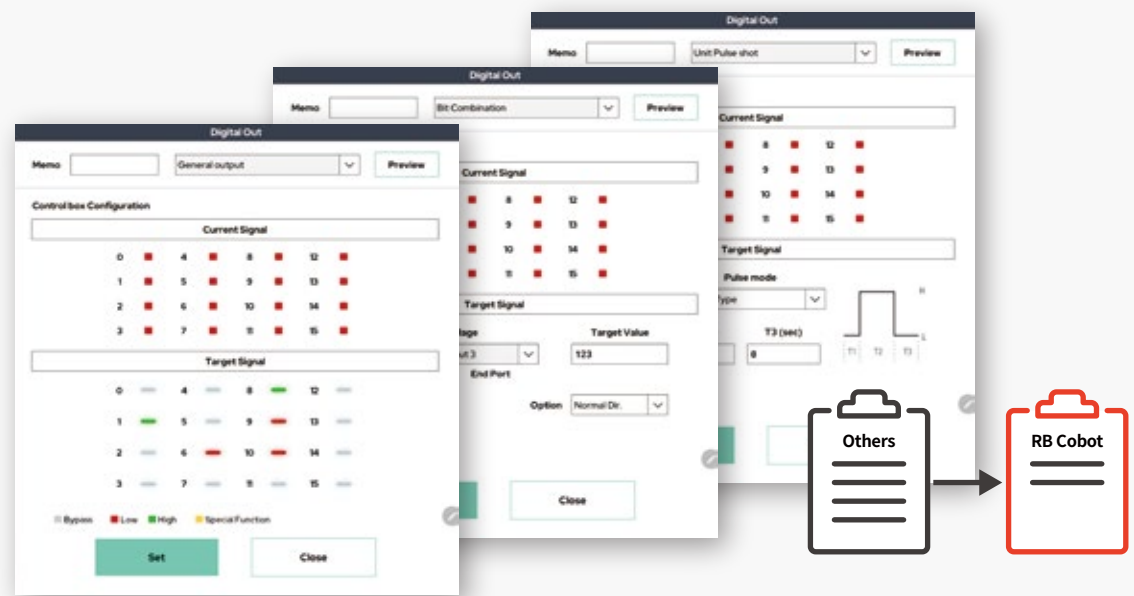 Digital Out
Memo Unit Pulse shot Preview
Current Signal
8 12
9 13
10 14
11 15
Target Signal
Pulse mode
ype
T3 (sec)
0
H
L
T1 T2 T3
Digital Out
Memo Bit Combination Preview
Current Signal
8 12
9 13
10 14
11 15
Target Signal
Target Value
ut 3 123
End Port
Option Normal Dir.
Close
Digital Out
Memo General output Preview
Control box Configuration
Current Signal
0 4 8 12
1 5 9 13
2 6 10 14
3 7 11 15
Target Signal
0 4 8 12
1 5 9 13
2 6 10 14
3 7 11 15
Bypass Low High Special Function
Set Close
Others
RB Cobot